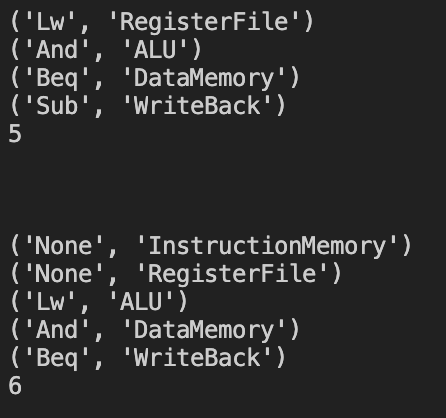 ('Lw', 'RegisterFile')
('And', 'ALU')
('Beq', 'DataMemory')
('Sub', 'WriteBack')
5
('None', 'InstructionMemory')
('None', 'RegisterFile')
('Lw', 'ALU')
('And', 'DataMemory')
('Beq', 'WriteBack')
6